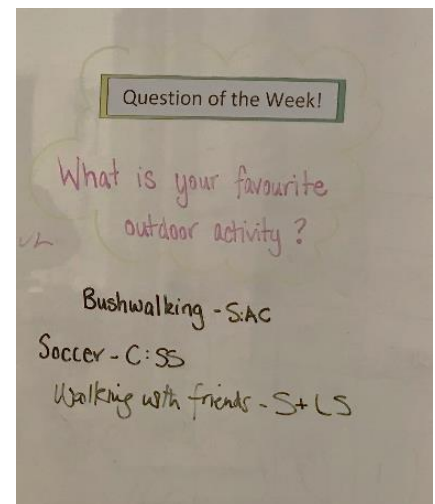 Question of the Week!
What is your favourite
outdoor activity?
Bushwalking - S:AC
Soccer - C:SS
Walking with friends - S+LS